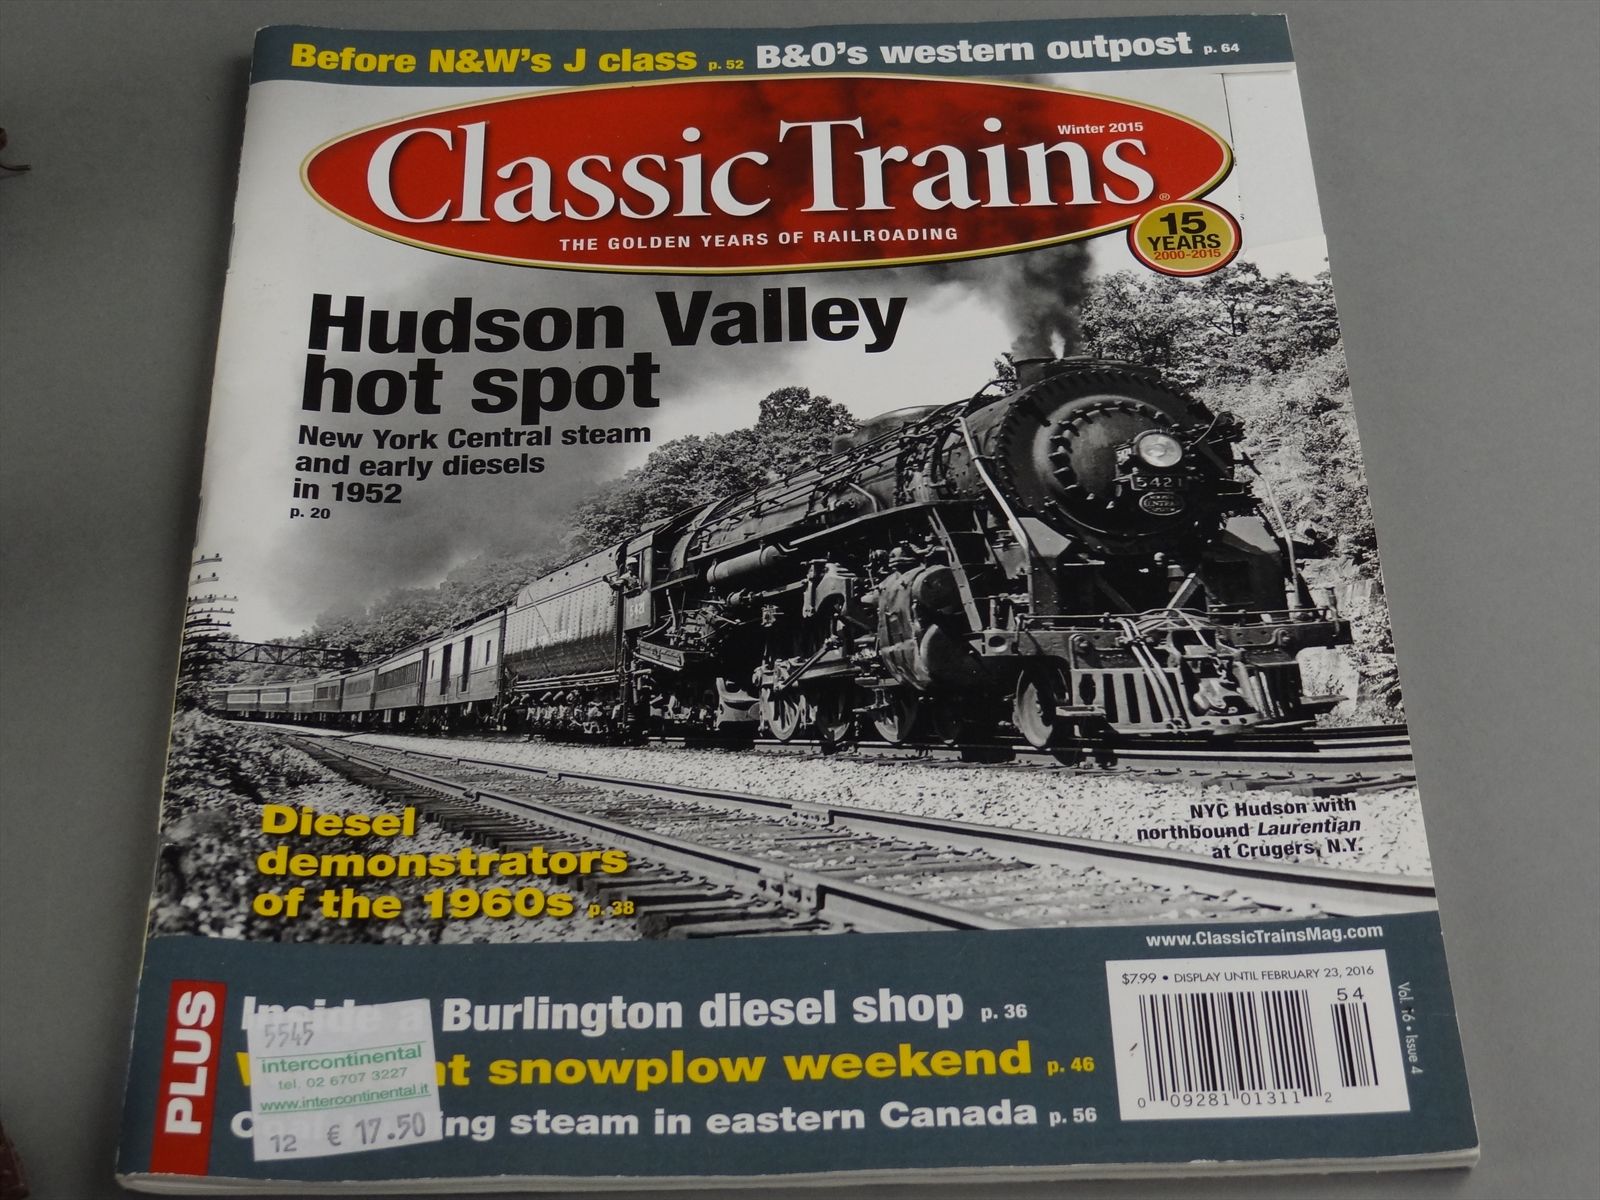 Before N&W's J class p. 52 B&O's western outpost p. 64
Winter 2015
Classic Trains®
THE GOLDEN YEARS OF RAILROADING
15
YEARS
2000-2015
Hudson Valley
hot spot
New York Central steam
and early diesels
in 1952
p. 20
5421
NYC Hudson with
northbound Laurentian
at Crugers, N.Y.
Diesel
demonstrators
of the 1960s p. 38
www.ClassicTrainsMag.com
PLUS
Inside a Burlington diesel shop p. 36
snowplow weekend p. 46
steam in eastern Canada p. 56
5545
intercontinental
tel. 02 6707 3227
www.intercontinental.it
12 € 17.50
$7.99 • DISPLAY UNTIL FEBRUARY 23, 2016
54
0 09281 01311 2
Vol. 16 • Issue 4